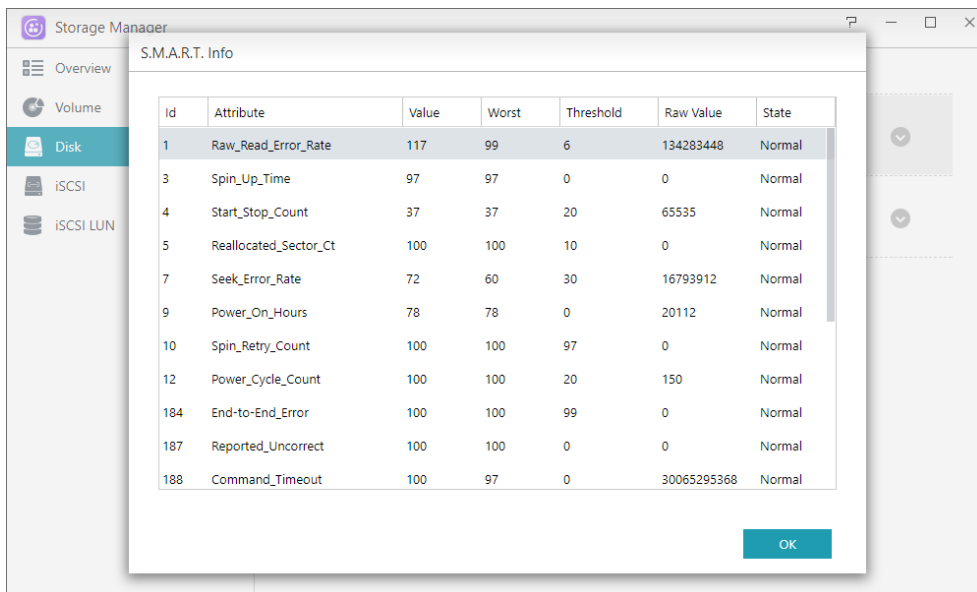 Storage Manager
S.M.A.R.T. Info
Overview
Volume
Disk
iSCSI
iSCSI LUN
Id Attribute Value Worst Threshold Raw Value State
1 Raw_Read_Error_Rate 117 99 6 134283448 Normal
3 Spin_Up_Time 97 97 0 0 Normal
4 Start_Stop_Count 37 37 20 65535 Normal
5 Reallocated_Sector_Ct 100 100 10 0 Normal
7 Seek_Error_Rate 72 60 30 16793912 Normal
9 Power_On_Hours 78 78 0 20112 Normal
10 Spin_Retry_Count 100 100 97 0 Normal
12 Power_Cycle_Count 100 100 20 150 Normal
184 End-to-End_Error 100 100 99 0 Normal
187 Reported_Uncorrect 100 100 0 0 Normal
188 Command_Timeout 100 97 0 30065295368 Normal
OK